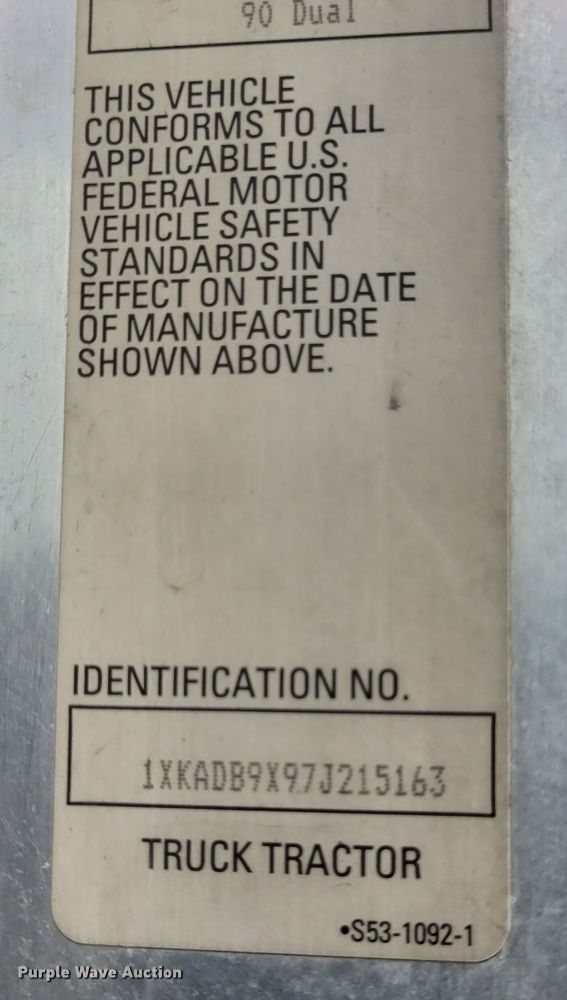 90 Dual
THIS VEHICLE
CONFORMS TO ALL
APPLICABLE U.S.
FEDERAL MOTOR
VEHICLE SAFETY
STANDARDS IN
EFFECT ON THE DATE
OF MANUFACTURE
SHOWN ABOVE.
IDENTIFICATION NO.
1XKADB9X97J215163
TRUCK TRACTOR
•S53-1092-1
Purple Wave Auction